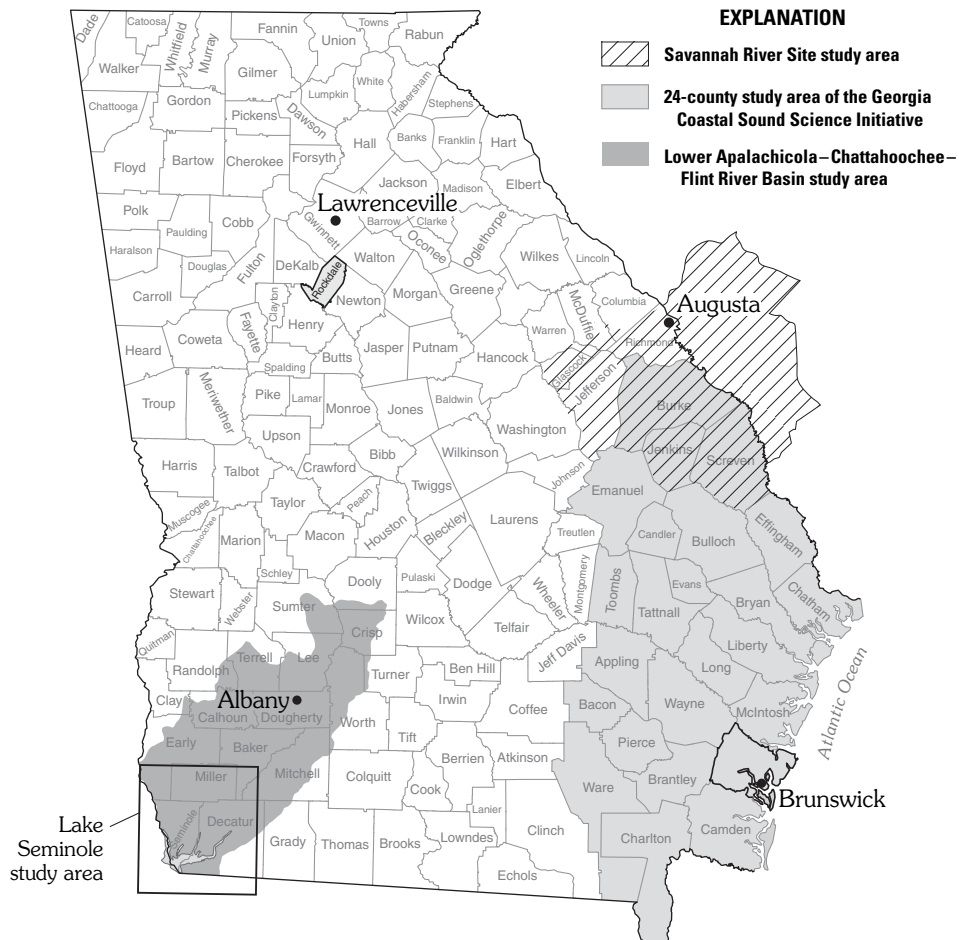 EXPLANATION
Savannah River Site study area
24-county study area of the Georgia
Coastal Sound Science Initiative
Lower Apalachicola–Chattahoochee–
Flint River Basin study area
Dade
Catoosa
Whitfield
Murray
Fannin
Towns
Union
Rabun
Walker
Gilmer
White
Habersham
Lumpkin
Stephens
Chattooga
Gordon
Pickens
Dawson
Hall
Banks
Franklin
Hart
Floyd
Bartow
Cherokee
Forsyth
Jackson
Madison
Elbert
Lawrenceville
Polk
Paulding
Cobb
Gwinnett
Barrow
Clarke
Oconee
Oglethorpe
Haralson
Douglas
Fulton
DeKalb
Rockdale
Walton
Wilkes
Lincoln
Carroll
Clayton
Newton
Morgan
Greene
McDuffie
Columbia
Augusta
Heard
Coweta
Fayette
Henry
Butts
Jasper
Putnam
Hancock
Warren
Richmond
Glascock
Jefferson
Spalding
Troup
Meriwether
Pike
Lamar
Monroe
Jones
Baldwin
Washington
Burke
Upson
Bibb
Wilkinson
Jenkins
Screven
Harris
Talbot
Crawford
Twiggs
Johnson
Emanuel
Taylor
Peach
Muscogee
Chattahoochee
Marion
Macon
Houston
Bleckley
Laurens
Treutlen
Candler
Bulloch
Effingham
Schley
Stewart
Webster
Sumter
Dooly
Pulaski
Dodge
Wheeler
Montgomery
Toombs
Evans
Tattnall
Bryan
Chatham
Quitman
Crisp
Wilcox
Telfair
Jeff Davis
Liberty
Randolph
Terrell
Lee
Turner
Ben Hill
Appling
Long
Clay
Albany
Calhoun
Dougherty
Worth
Irwin
Coffee
Bacon
Wayne
McIntosh
Atlantic Ocean
Early
Baker
Tift
Berrien
Atkinson
Pierce
Miller
Mitchell
Colquitt
Cook
Ware
Brantley
Brunswick
Lake
Seminole
study area
Seminole
Decatur
Grady
Thomas
Brooks
Lanier
Lowndes
Clinch
Echols
Charlton
Camden